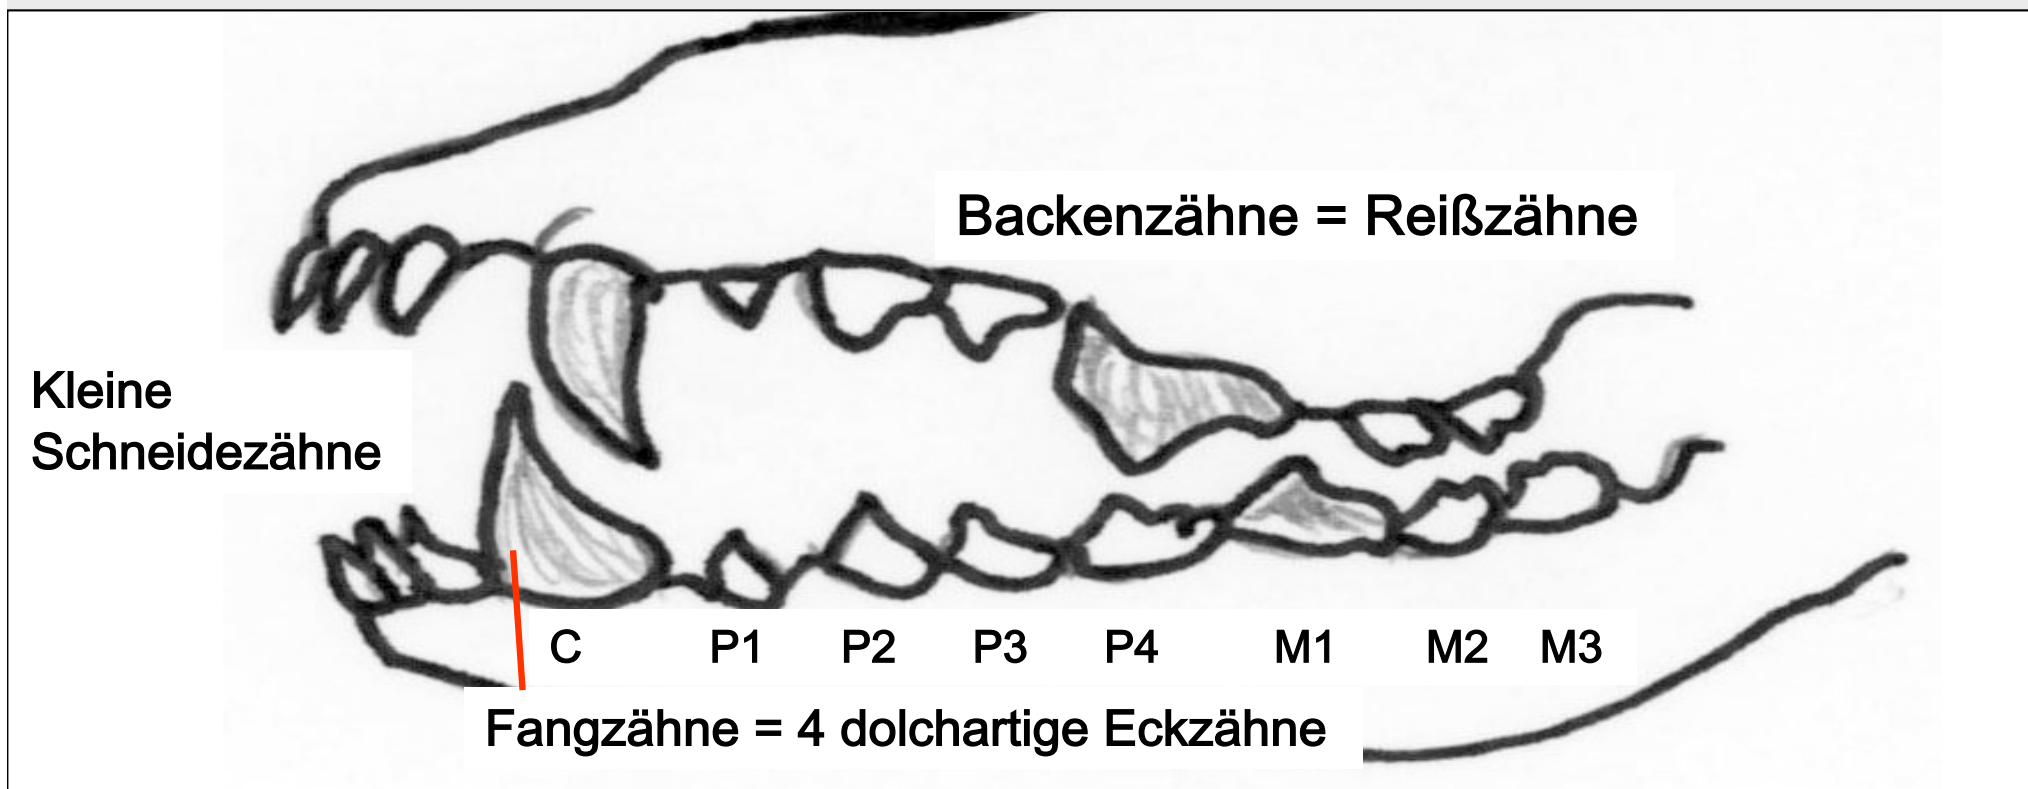 Backenzähne = Reißzähne
Kleine
Schneidezähne
C P1 P2 P3 P4 M1 M2 M3
Fangzähne = 4 dolchartige Eckzähne